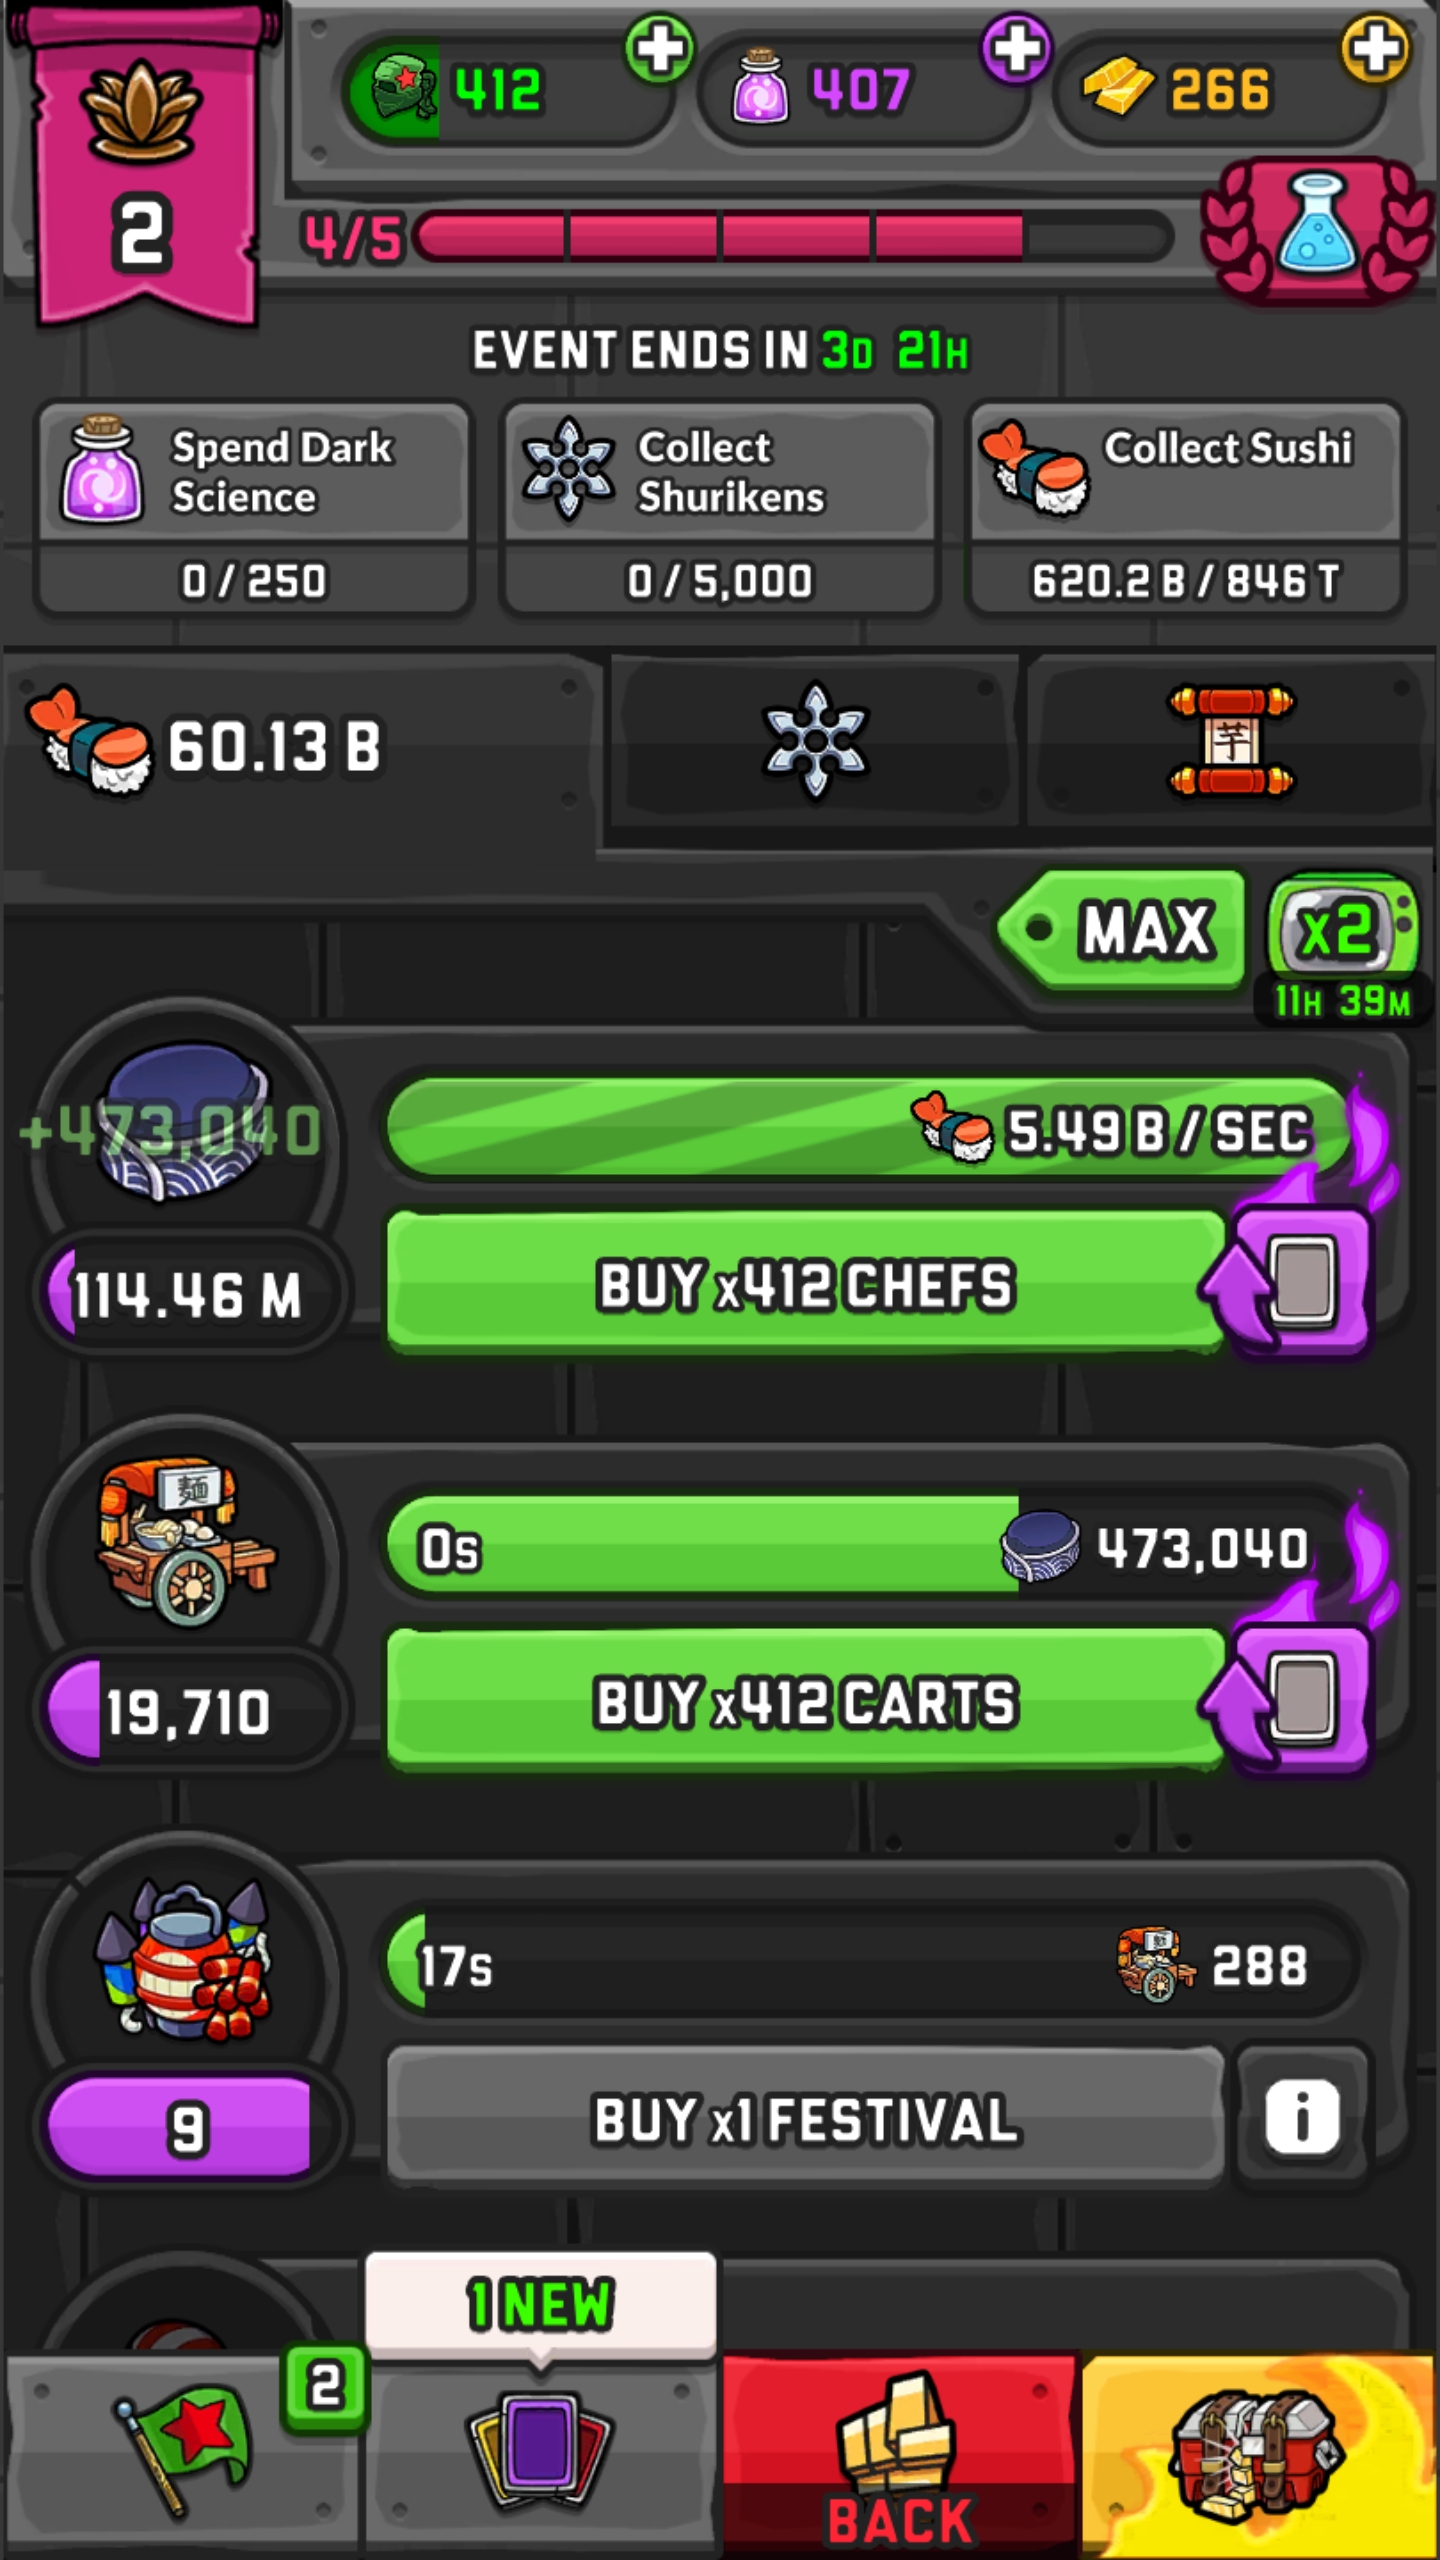 412
407
266
2
4/5
EVENT ENDS IN 3D 21H
Spend Dark
Science
0 / 250
Collect
Shurikens
0 / 5,000
Collect Sushi
620.2 B / 846 T
60.13 B
芋
MAX
x2
11H 39M
+473,040
5.49 B / SEC
114.46 M
BUY x412 CHEFS
麺
0s
473,040
19,710
BUY x412 CARTS
17s
288
9
BUY x1 FESTIVAL
i
1 NEW
2
BACK